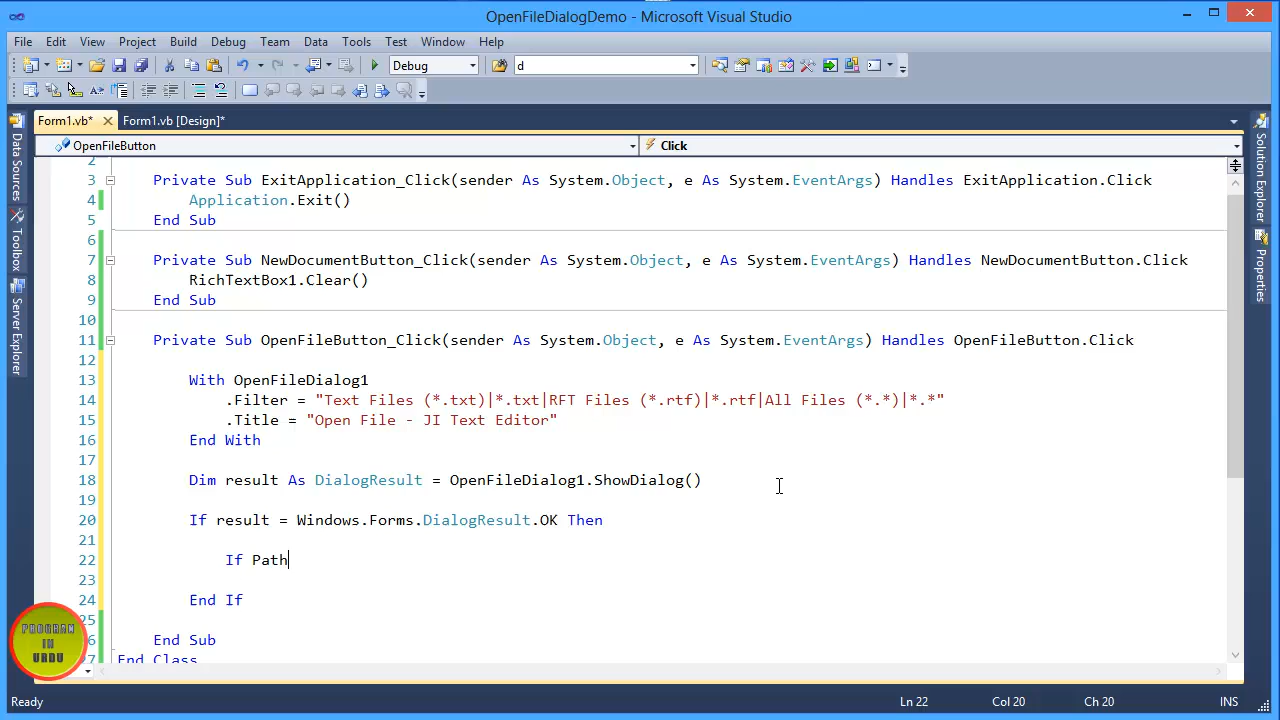 OpenFileDialogDemo - Microsoft Visual Studio
File Edit View Project Build Debug Team Data Tools Test Window Help
Debug d
Form1.vb* Form1.vb [Design]*
OpenFileButton Click
2
3 Private Sub ExitApplication_Click(sender As System.Object, e As System.EventArgs) Handles ExitApplication.Click
4 Application.Exit()
5 End Sub
6
7 Private Sub NewDocumentButton_Click(sender As System.Object, e As System.EventArgs) Handles NewDocumentButton.Click
8 RichTextBox1.Clear()
9 End Sub
10
11 Private Sub OpenFileButton_Click(sender As System.Object, e As System.EventArgs) Handles OpenFileButton.Click
12
13 With OpenFileDialog1
14 .Filter = "Text Files (*.txt)|*.txt|RFT Files (*.rtf)|*.rtf|All Files (*.*)|*.*"
15 .Title = "Open File - JI Text Editor"
16 End With
17
18 Dim result As DialogResult = OpenFileDialog1.ShowDialog()
19
20 If result = Windows.Forms.DialogResult.OK Then
21
22 If Path
23
24 End If
25
6 End Sub
27 End Class
Data Sources
Toolbox
Server Explorer
Solution Explorer
Properties
PROGRAM
IN
URDU
Ready Ln 22 Col 20 Ch 20 INS